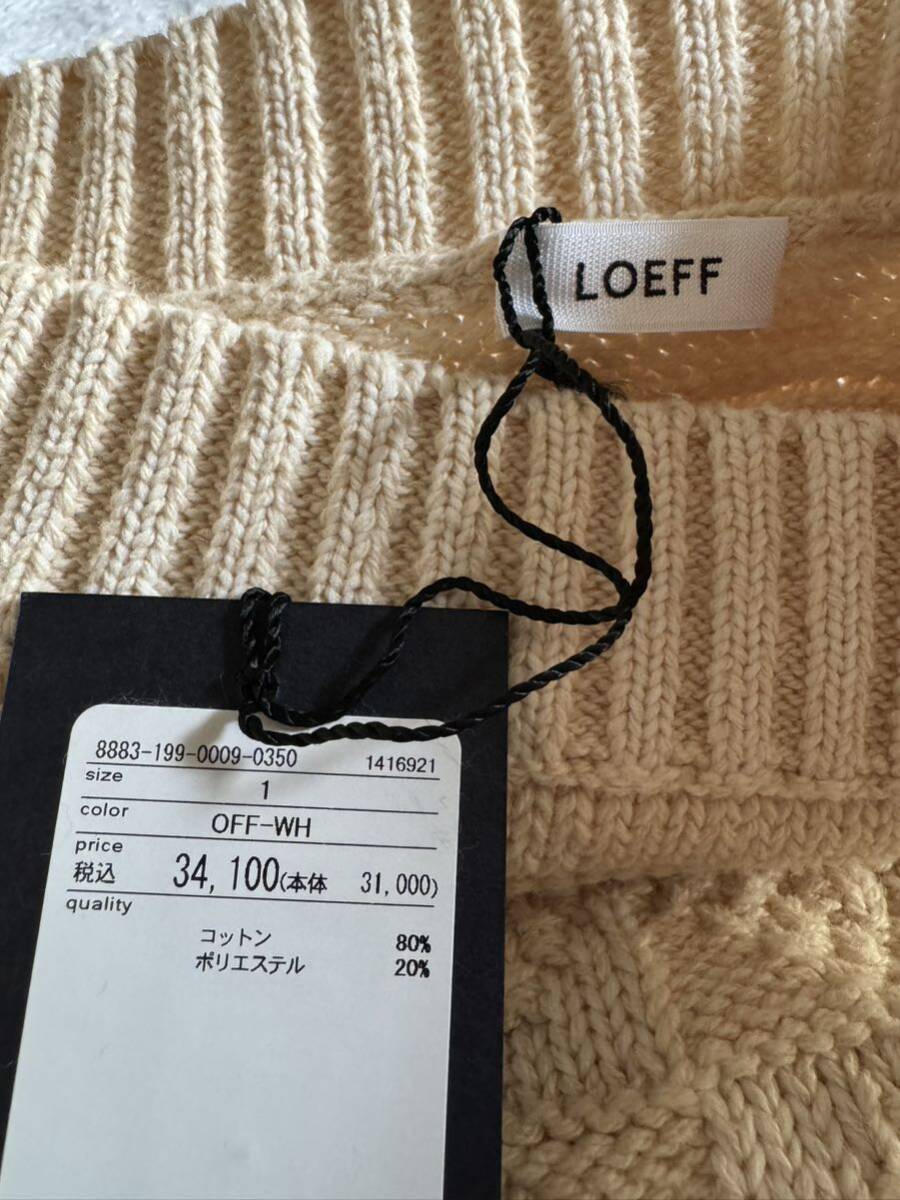 LOEFF
8883-199-0009-0350 1416921
size
1
color
OFF-WH
price
税込 34,100(本体 31,000)
quality
コットン 80%
ポリエステル 20%